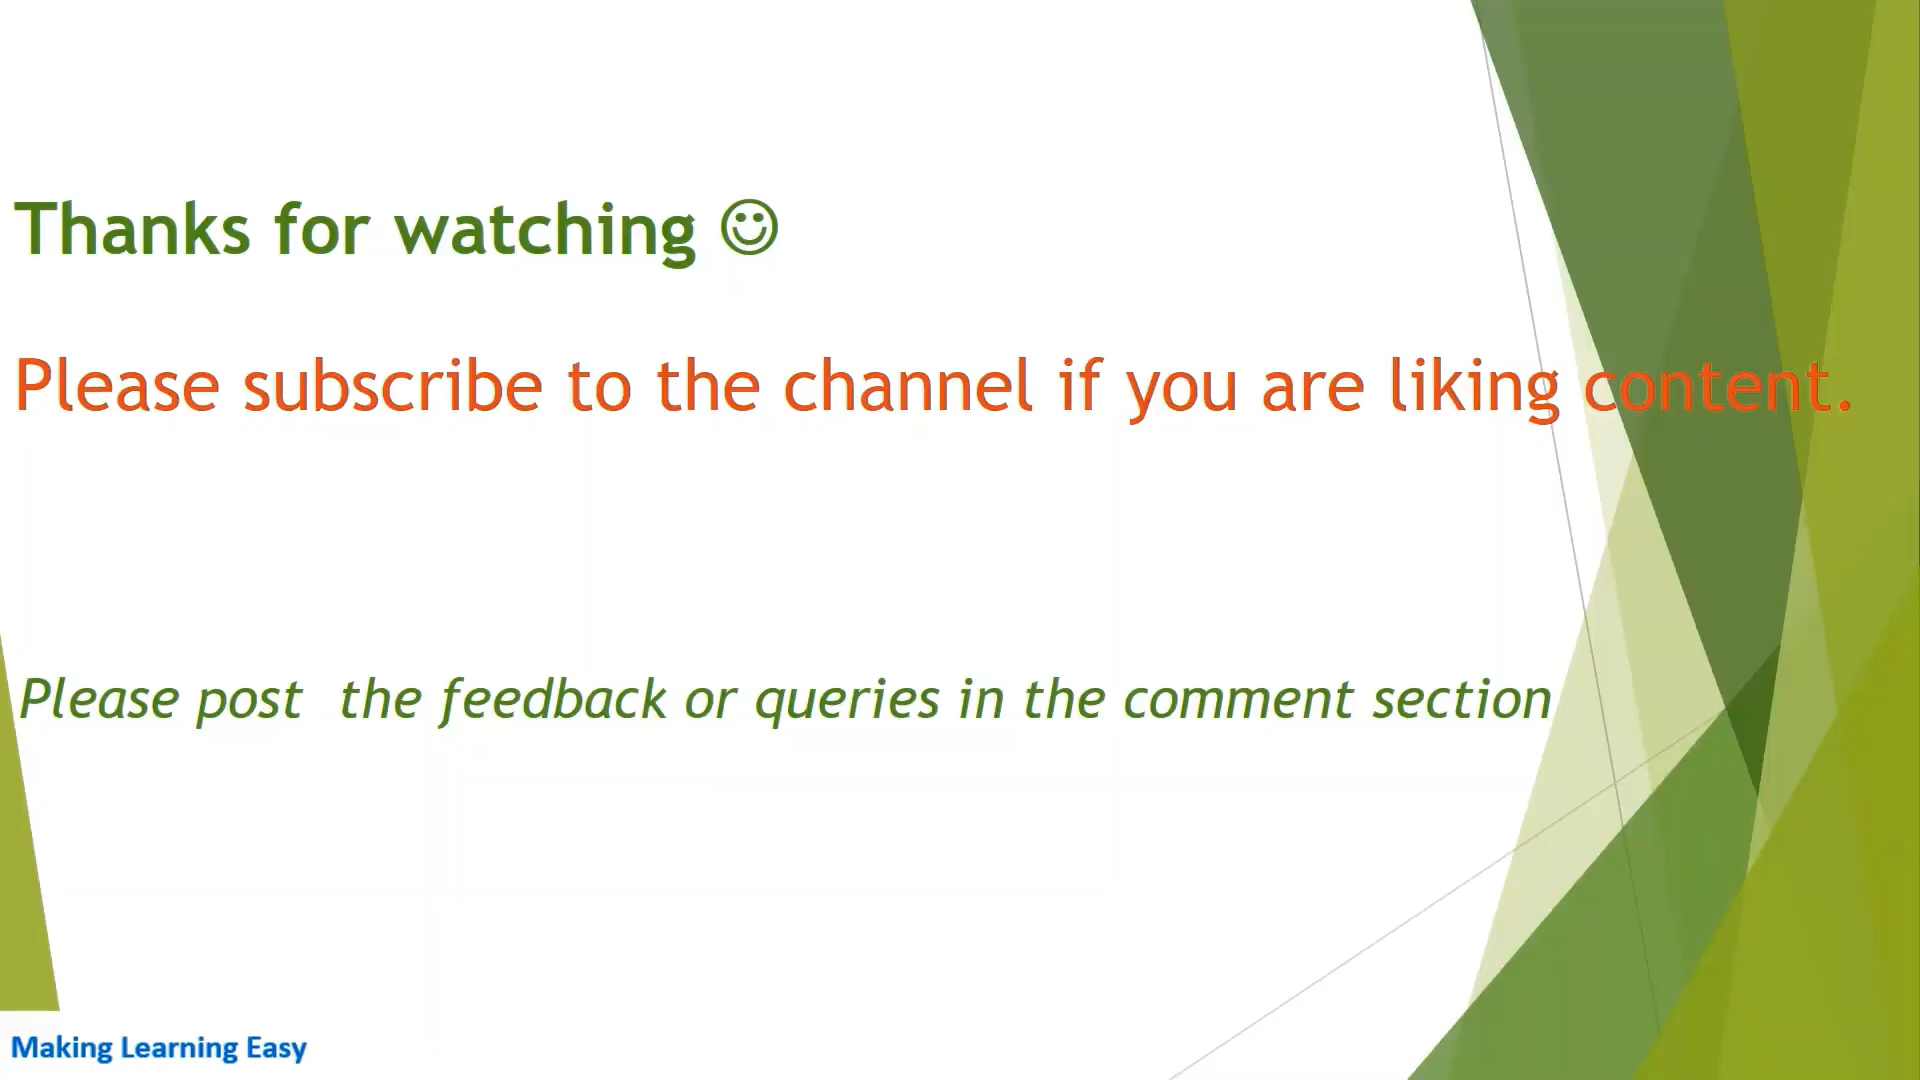 Thanks for watching ☺
Please subscribe to the channel if you are liking content.
Please post  the feedback or queries in the comment section
Making Learning Easy